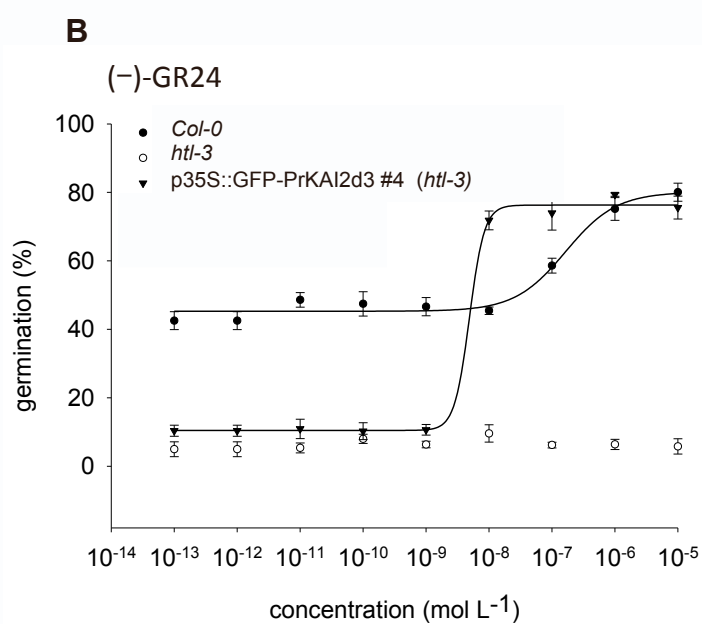 B
(−)-GR24
Col-0
htl-3
p35S::GFP-PrKAI2d3 #4 (htl-3)
100
80
60
40
20
0
germination (%)
10-14 10-13 10-12 10-11 10-10 10-9 10-8 10-7 10-6 10-5
concentration (mol L-1)